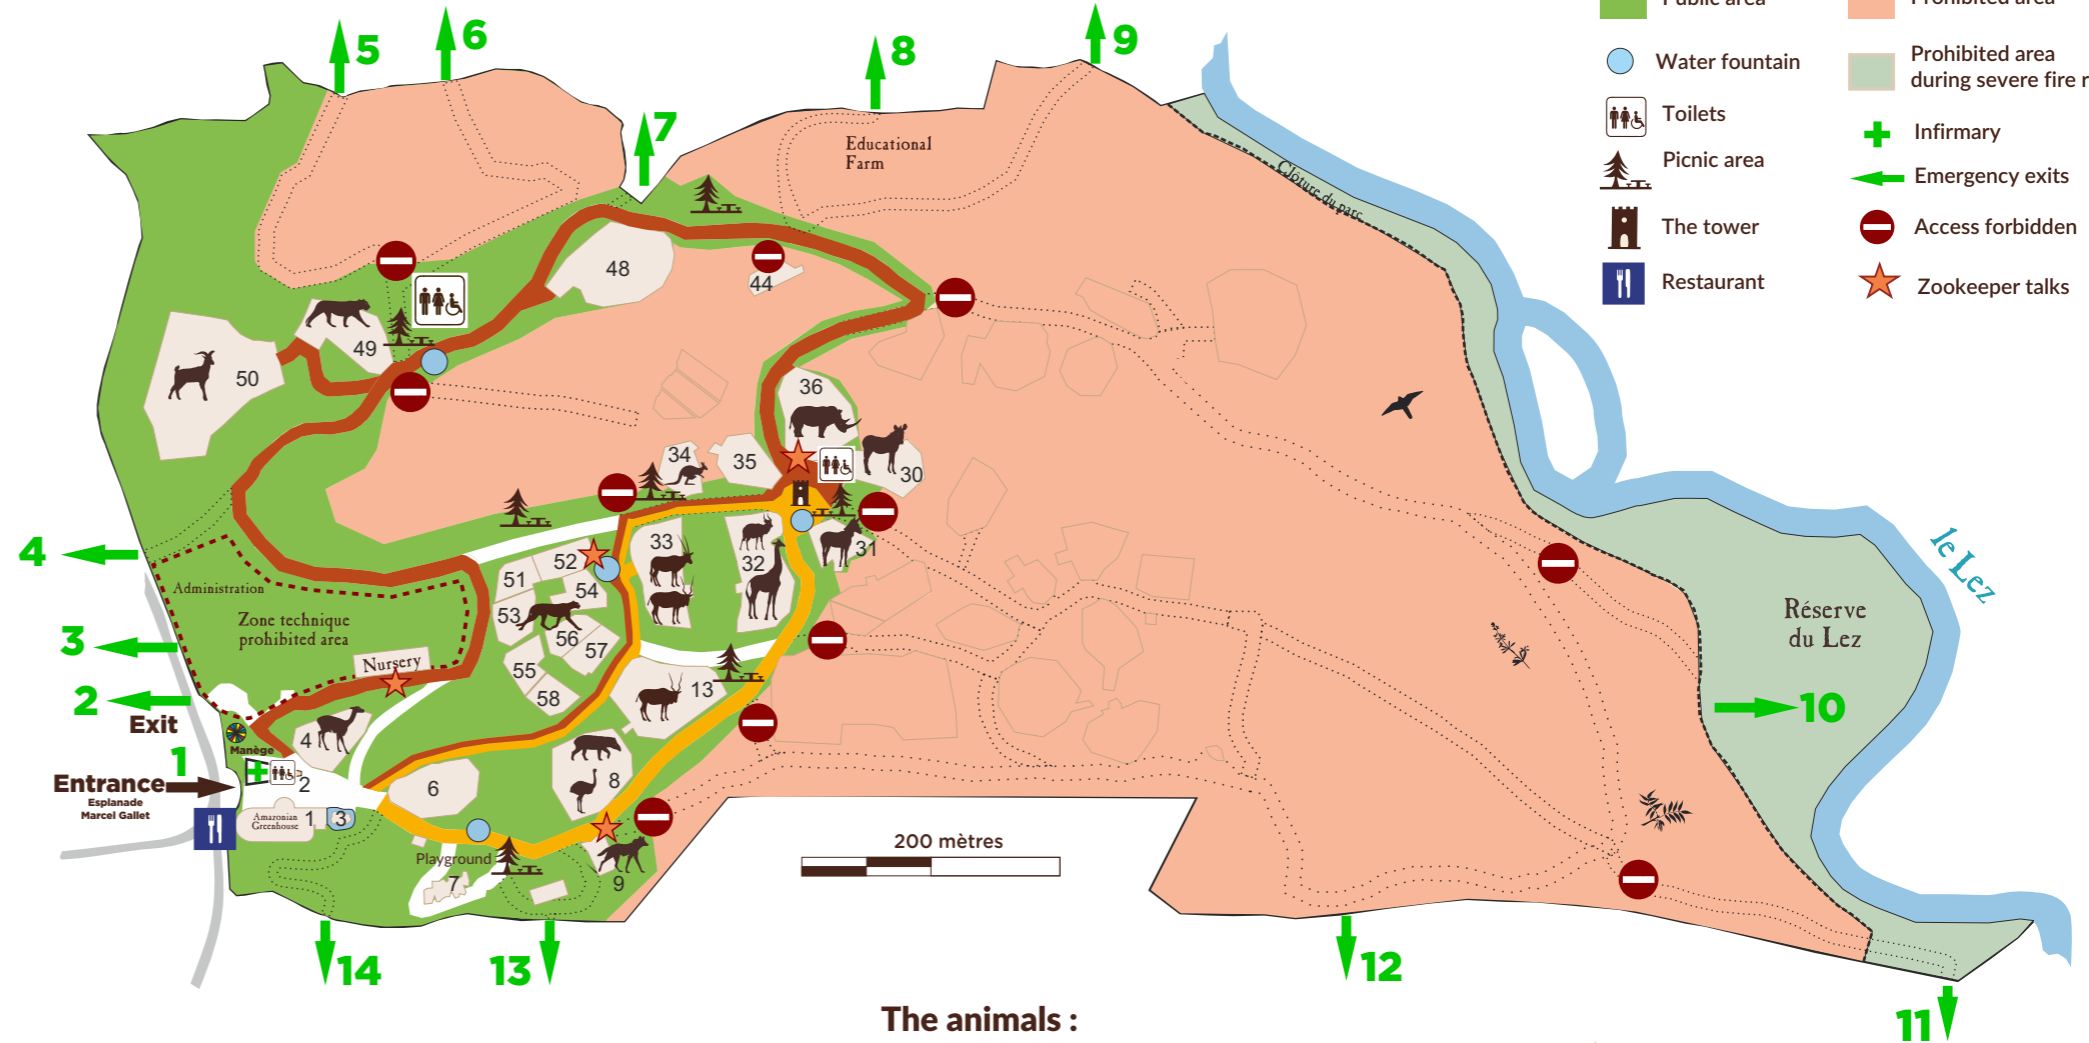 Public area
Prohibited area
Water fountain
Prohibited area
during severe fire r
Toilets
Infirmary
Picnic area
Emergency exits
The tower
Access forbidden
Restaurant
Zookeeper talks
5
6
7
8
9
Educational
Farm
Clôture du parc
48
44
49
50
36
34
35
30
33
32
31
52
51
54
53
56
57
55
58
13
4
Administration
Zone technique
prohibited area
Nursery
3
2
Exit
1
Manège
4
2
Entrance
Esplanade
Marcel Gallet
Amazonian
Greenhouse
1
3
6
8
Playground
7
9
200 mètres
le Lez
Réserve
du Lez
10
14
13
12
11
The animals :